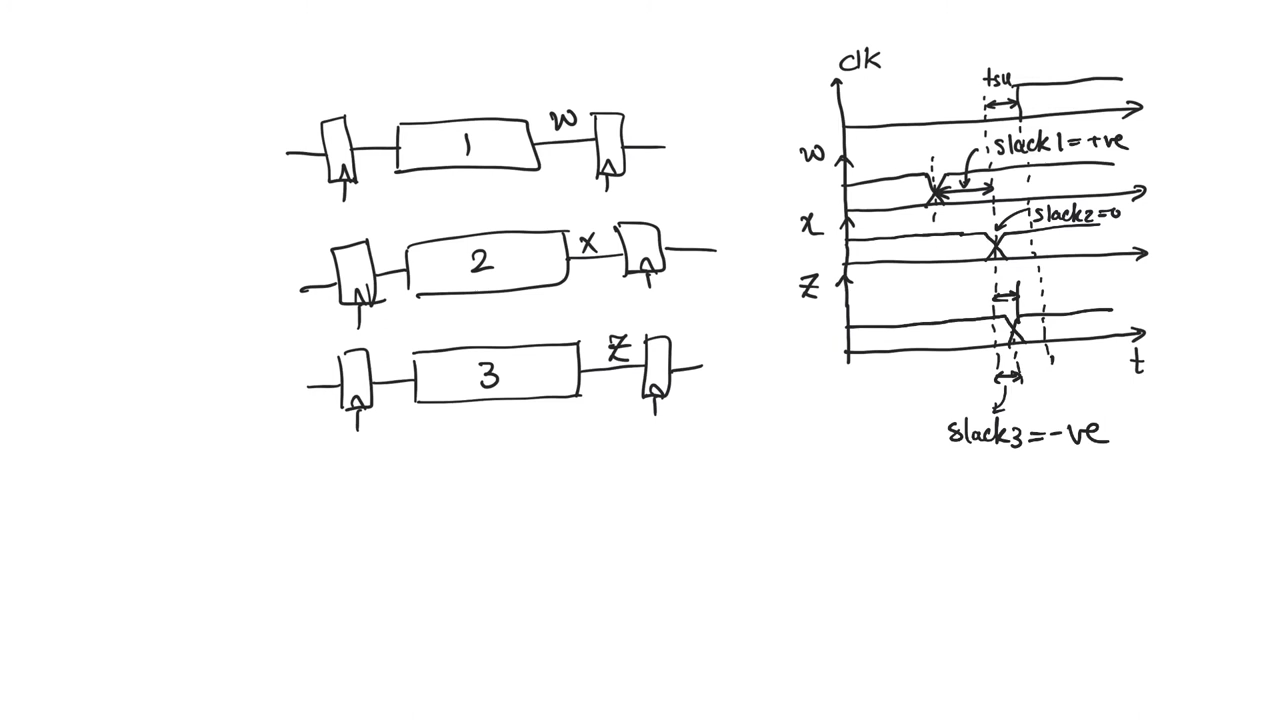 clk
tsu
w
1
w
slack1=+ve
x
slack2=0
2
x
z
3
z
t
slack3=-ve